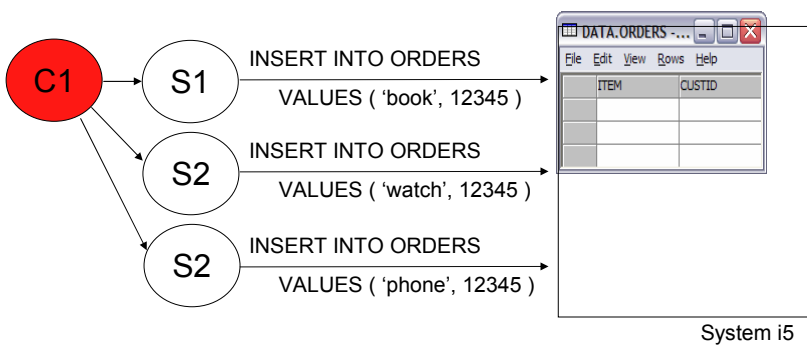 C1
S1
INSERT INTO ORDERS
VALUES ( ‘book’, 12345 )
S2
INSERT INTO ORDERS
VALUES ( ‘watch’, 12345 )
S2
INSERT INTO ORDERS
VALUES ( ‘phone’, 12345 )
DATA.ORDERS -...
File Edit View Rows Help
ITEM CUSTID
System i5